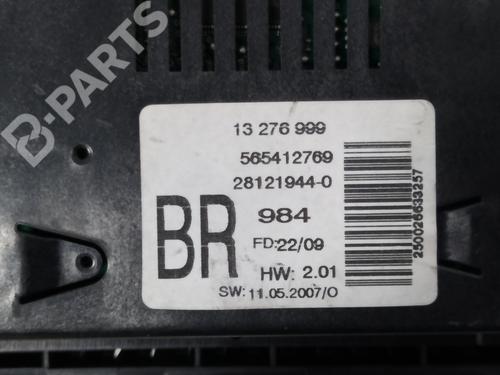 B-PARTS
13 276 999
565412769
28121944-0
BR
984
FD:22/09
HW: 2.01
SW: 11.05.2007/O
250026633257